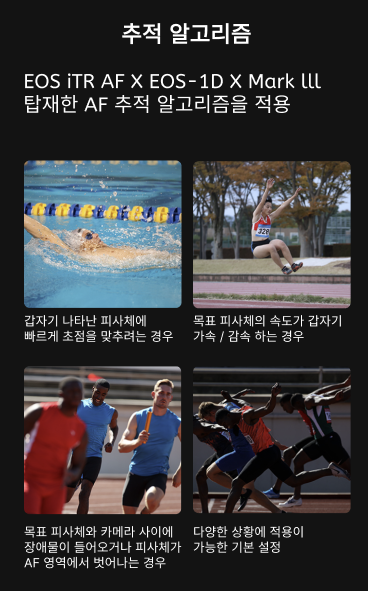 추적 알고리즘
EOS iTR AF X EOS-1D X Mark lll
탑재한 AF 추적 알고리즘을 적용
228
갑자기 나타난 피사체에
빠르게 초점을 맞추려는 경우
목표 피사체의 속도가 갑자기
가속 / 감속 하는 경우
목표 피사체와 카메라 사이에
장애물이 들어오거나 피사체가
AF 영역에서 벗어나는 경우
다양한 상황에 적용이
가능한 기본 설정